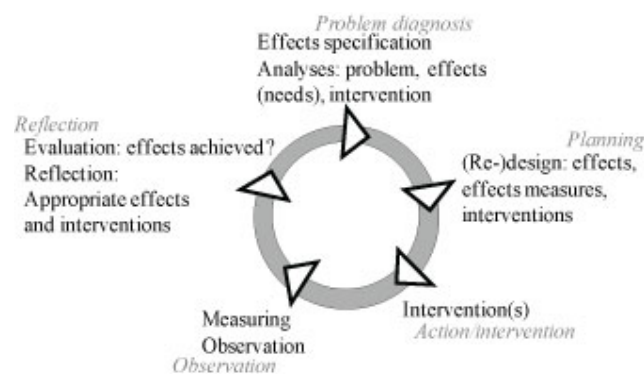 Problem diagnosis
Effects specification
Analyses: problem, effects
(needs), intervention
Planning
(Re-)design: effects,
effects measures,
interventions
Intervention(s)
Action/intervention
Measuring
Observation
Observation
Reflection
Evaluation: effects achieved?
Reflection:
Appropriate effects
and interventions